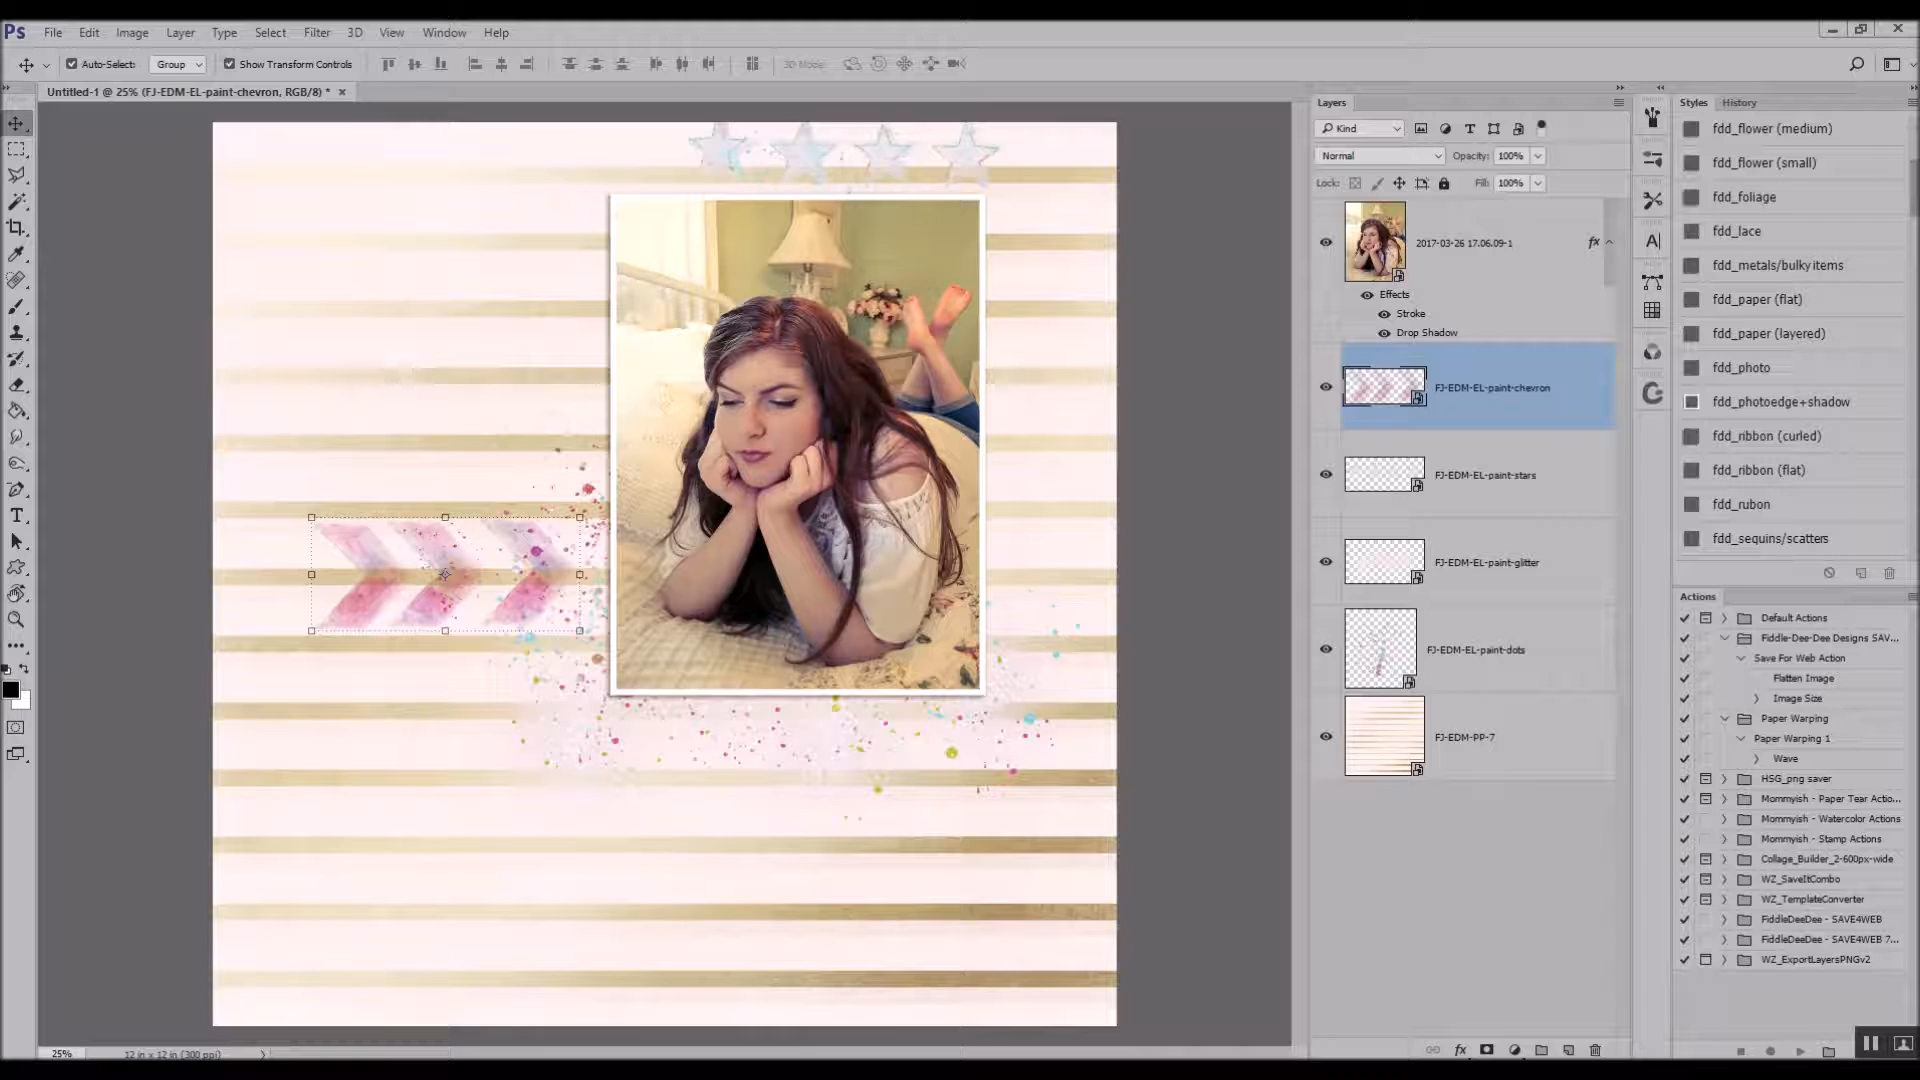 Ps File Edit Image Layer Type Select Filter 3D View Window Help
Auto-Select: Group Show Transform Controls 3D Mode:
Untitled-1 @ 25% (FJ-EDM-EL-paint-chevron, RGB/8) * ×
Layers
Kind
Normal Opacity: 100%
Lock: Fill: 100%
2017-03-26 17.06.09-1 fx
Effects
Stroke
Drop Shadow
FJ-EDM-EL-paint-chevron
FJ-EDM-EL-paint-stars
FJ-EDM-EL-paint-glitter
FJ-EDM-EL-paint-dots
FJ-EDM-PP-7
fx
Styles History
fdd_flower (medium)
fdd_flower (small)
fdd_foliage
fdd_lace
fdd_metals/bulky items
fdd_paper (flat)
fdd_paper (layered)
fdd_photo
fdd_photoedge+shadow
fdd_ribbon (curled)
fdd_ribbon (flat)
fdd_rubon
fdd_sequins/scatters
Actions
Default Actions
Fiddle-Dee-Dee Designs SAV...
Save For Web Action
Flatten Image
Image Size
Paper Warping
Paper Warping 1
Wave
HSG_png saver
Mommyish - Paper Tear Actio...
Mommyish - Watercolor Actions
Mommyish - Stamp Actions
Collage_Builder_2-600px-wide
WZ_SaveItCombo
WZ_TemplateConverter
FiddleDeeDee - SAVE4WEB
FiddleDeeDee - SAVE4WEB 7...
WZ_ExportLayersPNGv2
25% 12 in x 12 in (300 ppi)